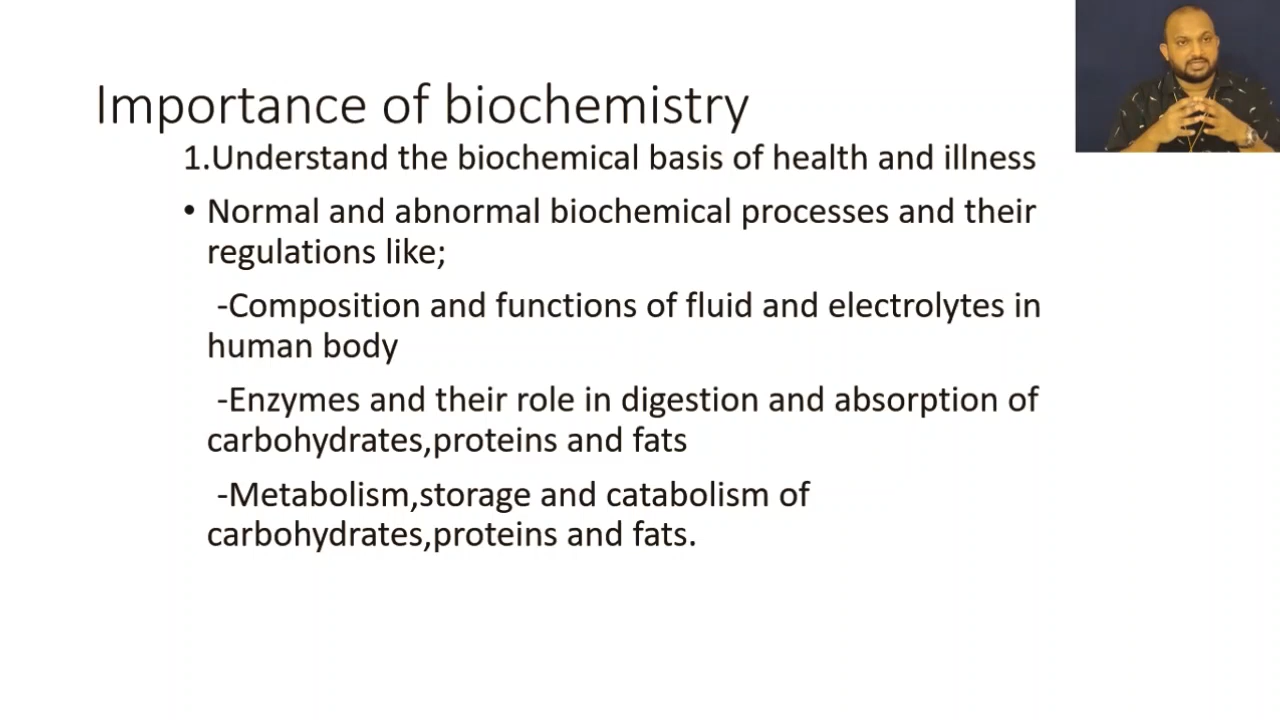 Importance of biochemistry
1.Understand the biochemical basis of health and illness
• Normal and abnormal biochemical processes and their
regulations like;
-Composition and functions of fluid and electrolytes in
human body
-Enzymes and their role in digestion and absorption of
carbohydrates,proteins and fats
-Metabolism,storage and catabolism of
carbohydrates,proteins and fats.